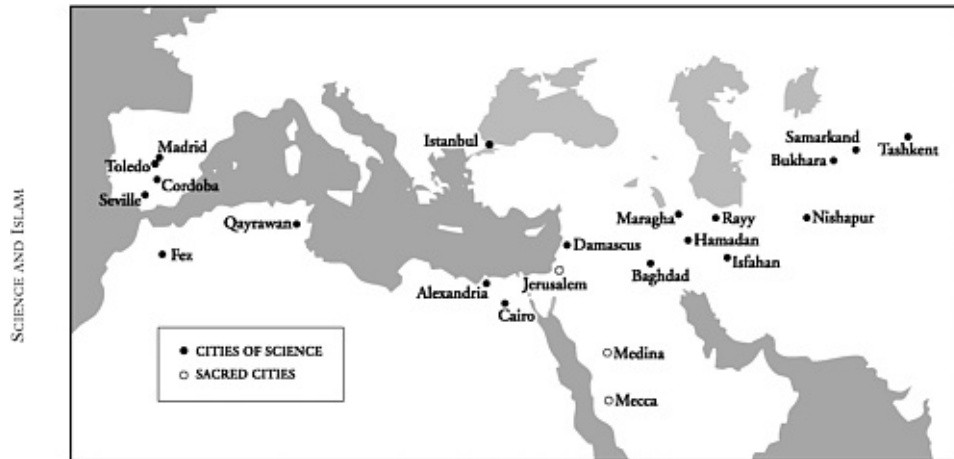 SCIENCE AND ISLAM
Istanbul
Samarkand
Tashkent
Bukhara
Madrid
Toledo
Cordoba
Seville
Qayrawan
Fez
Maragha
Rayy
Nishapur
Hamadan
Isfahan
Baghdad
Damascus
Jerusalem
Alexandria
Cairo
Medina
Mecca
CITIES OF SCIENCE
SACRED CITIES